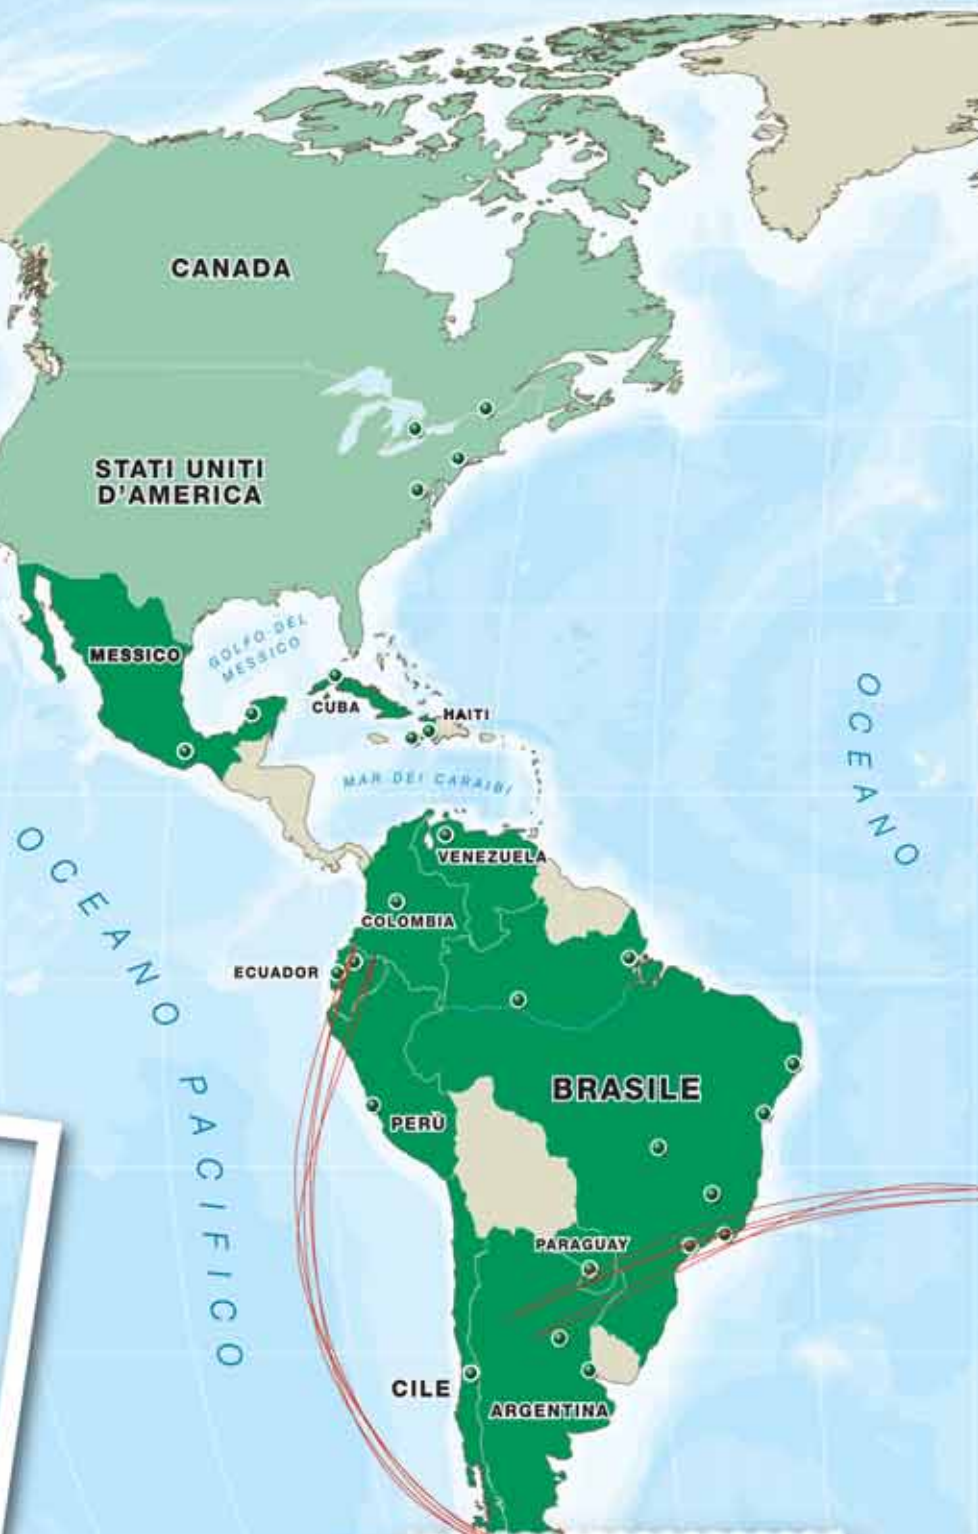 CANADA
STATI UNITI
D'AMERICA
MESSICO
GOLFO DEL
MESSICO
CUBA
HAITI
MAR DEI CARAIBI
OCEANO
OCEANO PACIFICO
VENEZUELA
COLOMBIA
ECUADOR
BRASILE
PERÙ
PARAGUAY
CILE
ARGENTINA